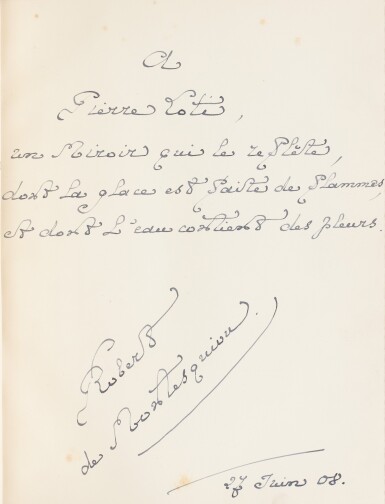 A
Pierre Loti,
un Miroir qui le reflète,
dont la glace est faite de flammes,
et dont l'eau contient des pleurs.
Robert
de Montesquiou.
27 Juin 08.